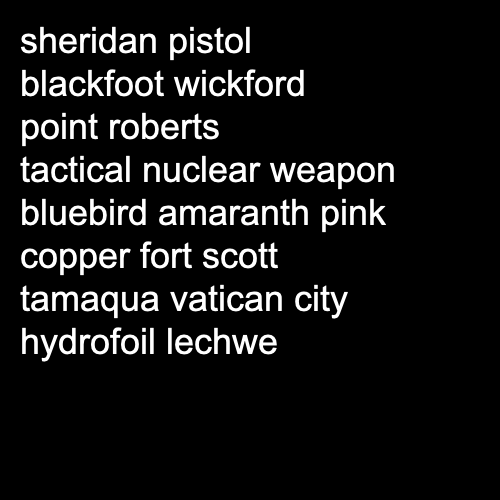 sheridan pistol
blackfoot wickford
point roberts
tactical nuclear weapon
bluebird amaranth pink
copper fort scott
tamaqua vatican city
hydrofoil lechwe